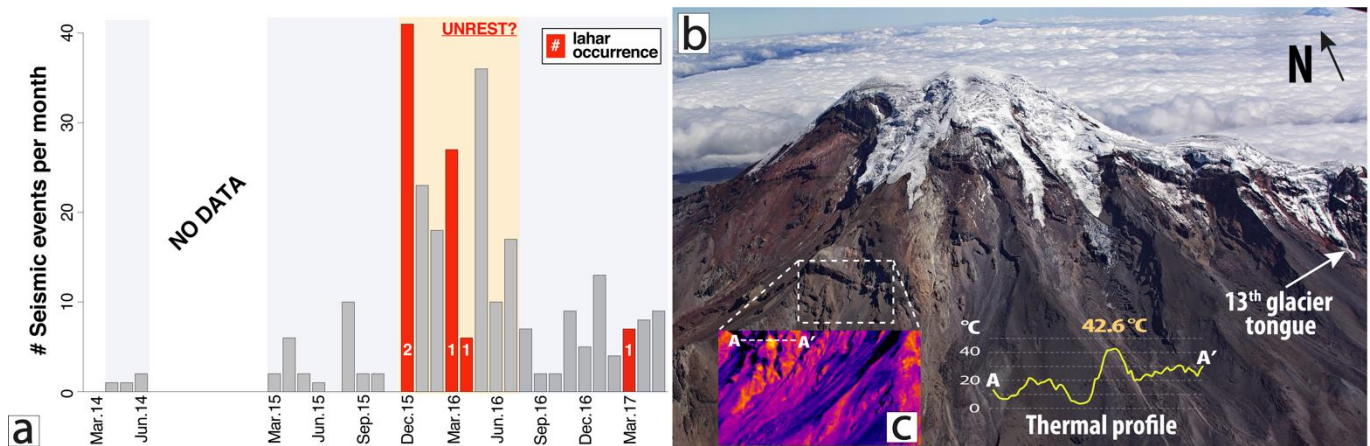 a
# Seismic events per month
40
30
20
10
0
UNREST?
# lahar
occurrence
NO DATA
2
1
1
1
Mar.14
Jun.14
Mar.15
Jun.15
Sep.15
Dec.15
Mar.16
Jun.16
Sep.16
Dec.16
Mar.17
b
N
13th glacier
tongue
A A'
c
°C
42.6 °C
40
20
0
A
A'
Thermal profile